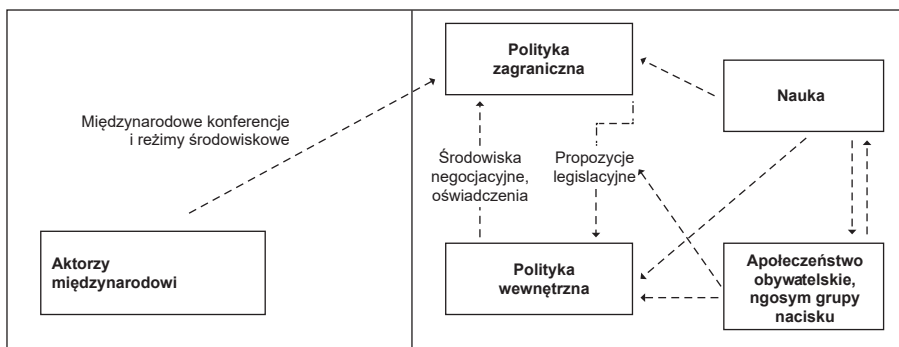 Polityka
zagraniczna
Nauka
Międzynarodowe konferencje
i reżimy środowiskowe
Środowiska
negocjacyjne,
oświadczenia
Propozycje
legislacyjne
Aktorzy
międzynarodowi
Polityka
wewnętrzna
Apołeczeństwo
obywatelskie,
ngosym grupy
nacisku